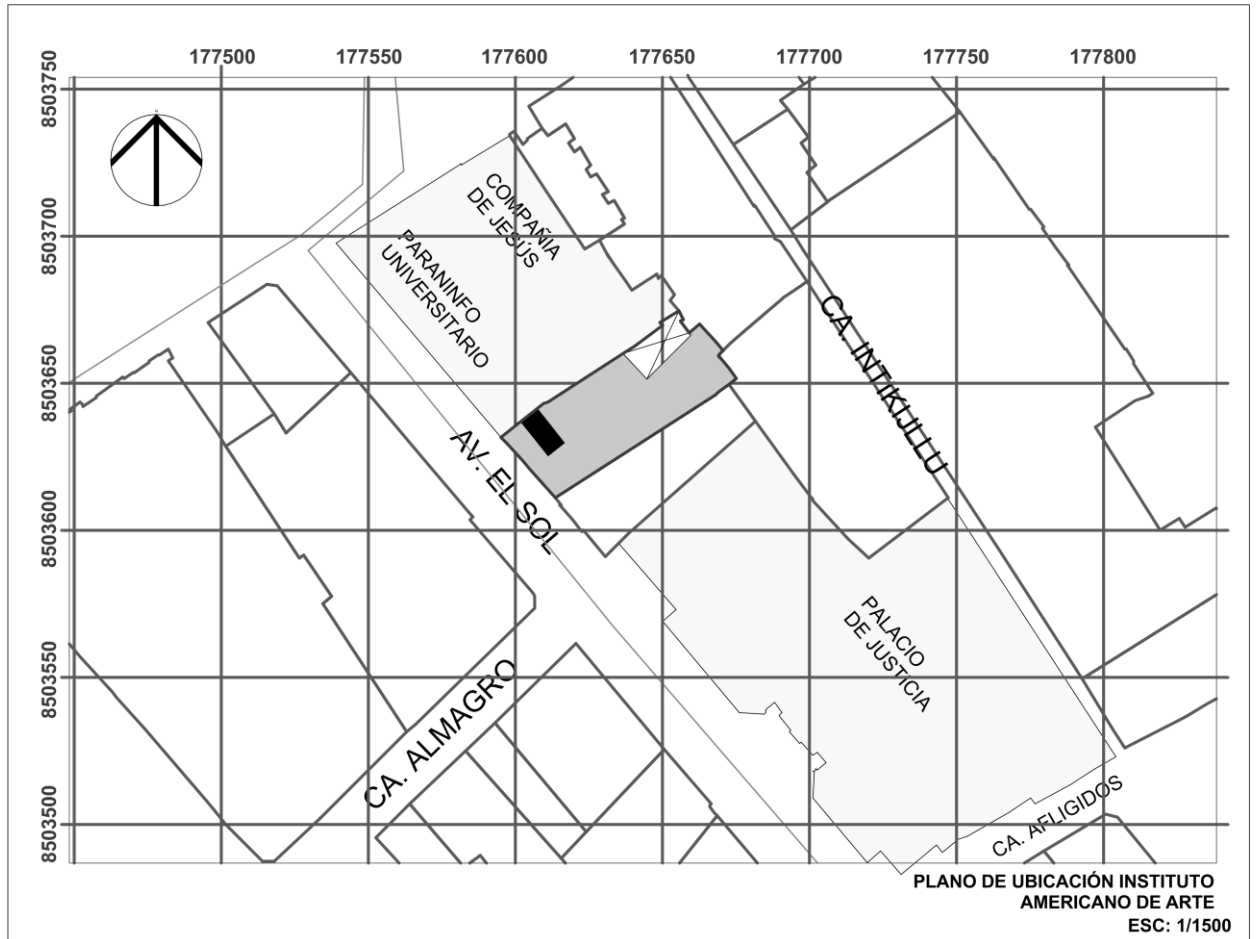 177500 177550 177600 177650 177700 177750 177800
8503750
8503700
8503650
8503600
8503550
8503500
COMPAÑIA
DE JESÚS
PARANINFO
UNIVERSITARIO
CA. INTIKIJLLU
AV. EL SOL
PALACIO
DE JUSTICIA
CA. ALMAGRO
CA. AFLIGIDOS
PLANO DE UBICACIÓN INSTITUTO
AMERICANO DE ARTE
ESC: 1/1500